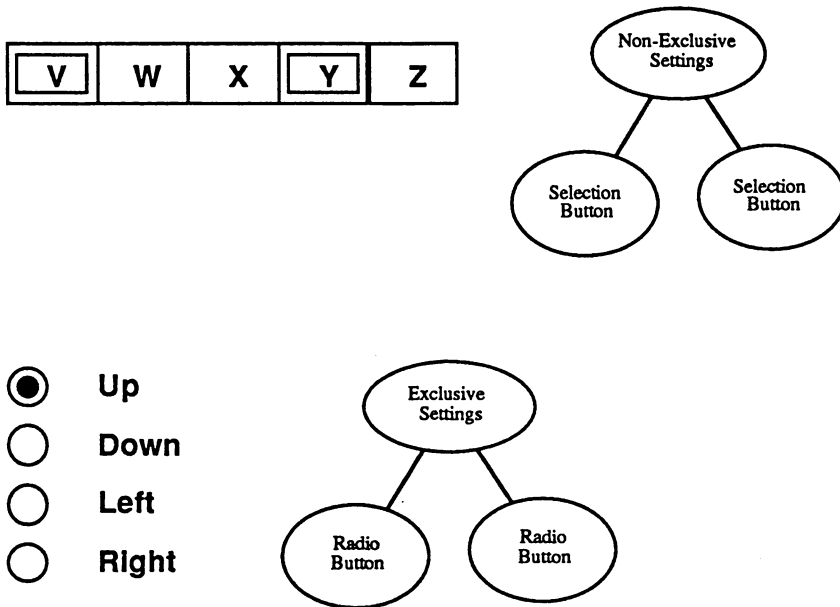 V W X Y Z
Non-Exclusive
Settings
Selection
Button
Selection
Button
Up
Down
Left
Right
Exclusive
Settings
Radio
Button
Radio
Button